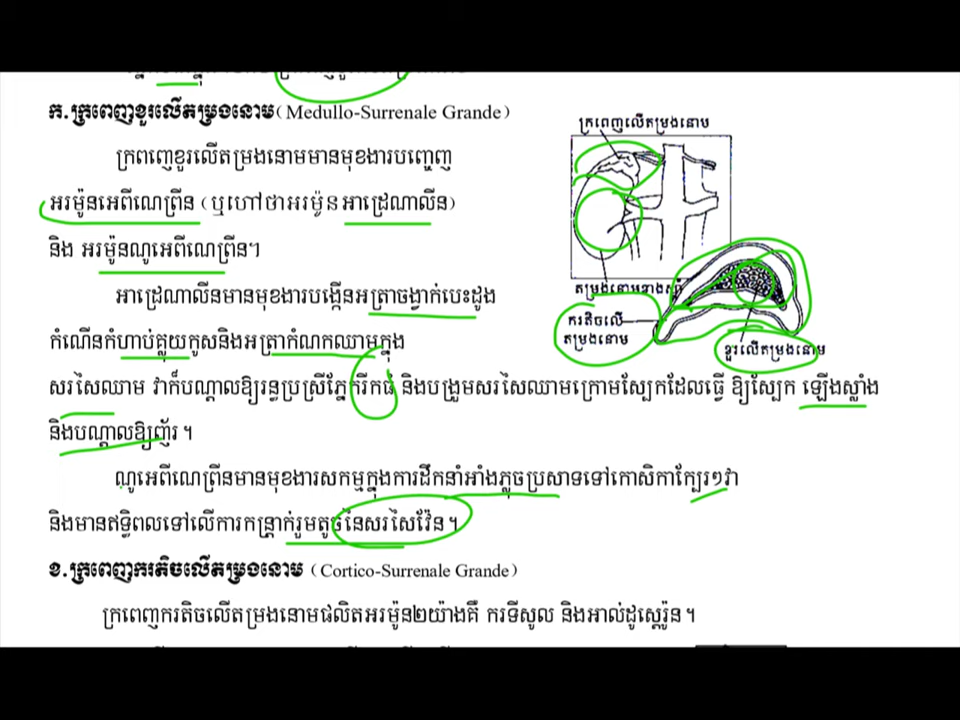 ក.ក្រពេញខួរលើតម្រងនោម(Medullo-Surrenale Grande)
ក្រពញេខួរលើតម្រងនោមមានមុខងារបញ្ចេញ
អរម៉ូនអេពីណេព្រីន (ឬហៅថាអរម៉ូន អាដ្រេណាលីន)
និង អរម៉ូនណូអេពីណេព្រីន។
អាដ្រេណាលីនមានមុខងារបង្កើនអត្រាចង្វាក់បេះដូង
កំណើនកំហាប់គ្លុយកូសនិងអត្រាកំណកឈាមក្នុង
សរសៃឈាម វាក៏បណ្តាលឱ្យរន្ធប្រស្រីភ្នែករីកធំ និងបង្រួមសរសៃឈាមក្រោមស្បែកដែលធ្វើ ឱ្យស្បែក ឡើងស្លាំង
និងបណ្តាលឱ្យញ័រ ។
ណូអេពីណេព្រីនមានមុខងារសកម្មក្នុងការដឹកនាំអាំងភ្លុចប្រសាទទៅកោសិកាក្បែរៗវា
និងមានឥទ្ធិពលទៅលើការកន្ត្រាក់រួមតូចនៃសរសៃវ៉ែន ។
ខ.ក្រពេញករតិចលើតម្រងនោម (Cortico-Surrenale Grande)
ក្រពេញករតិចលើតម្រងនោមផលិតអរម៉ូន២យ៉ាងគឺ ករទីសូល និងអាល់ដូស្តេរ៉ូន ។
ក្រពេញលើតម្រងនោម
តម្រងនោមខាងស្តាំ
ករតិចលើ
តម្រងនោម
ខួរលើតម្រងនោម